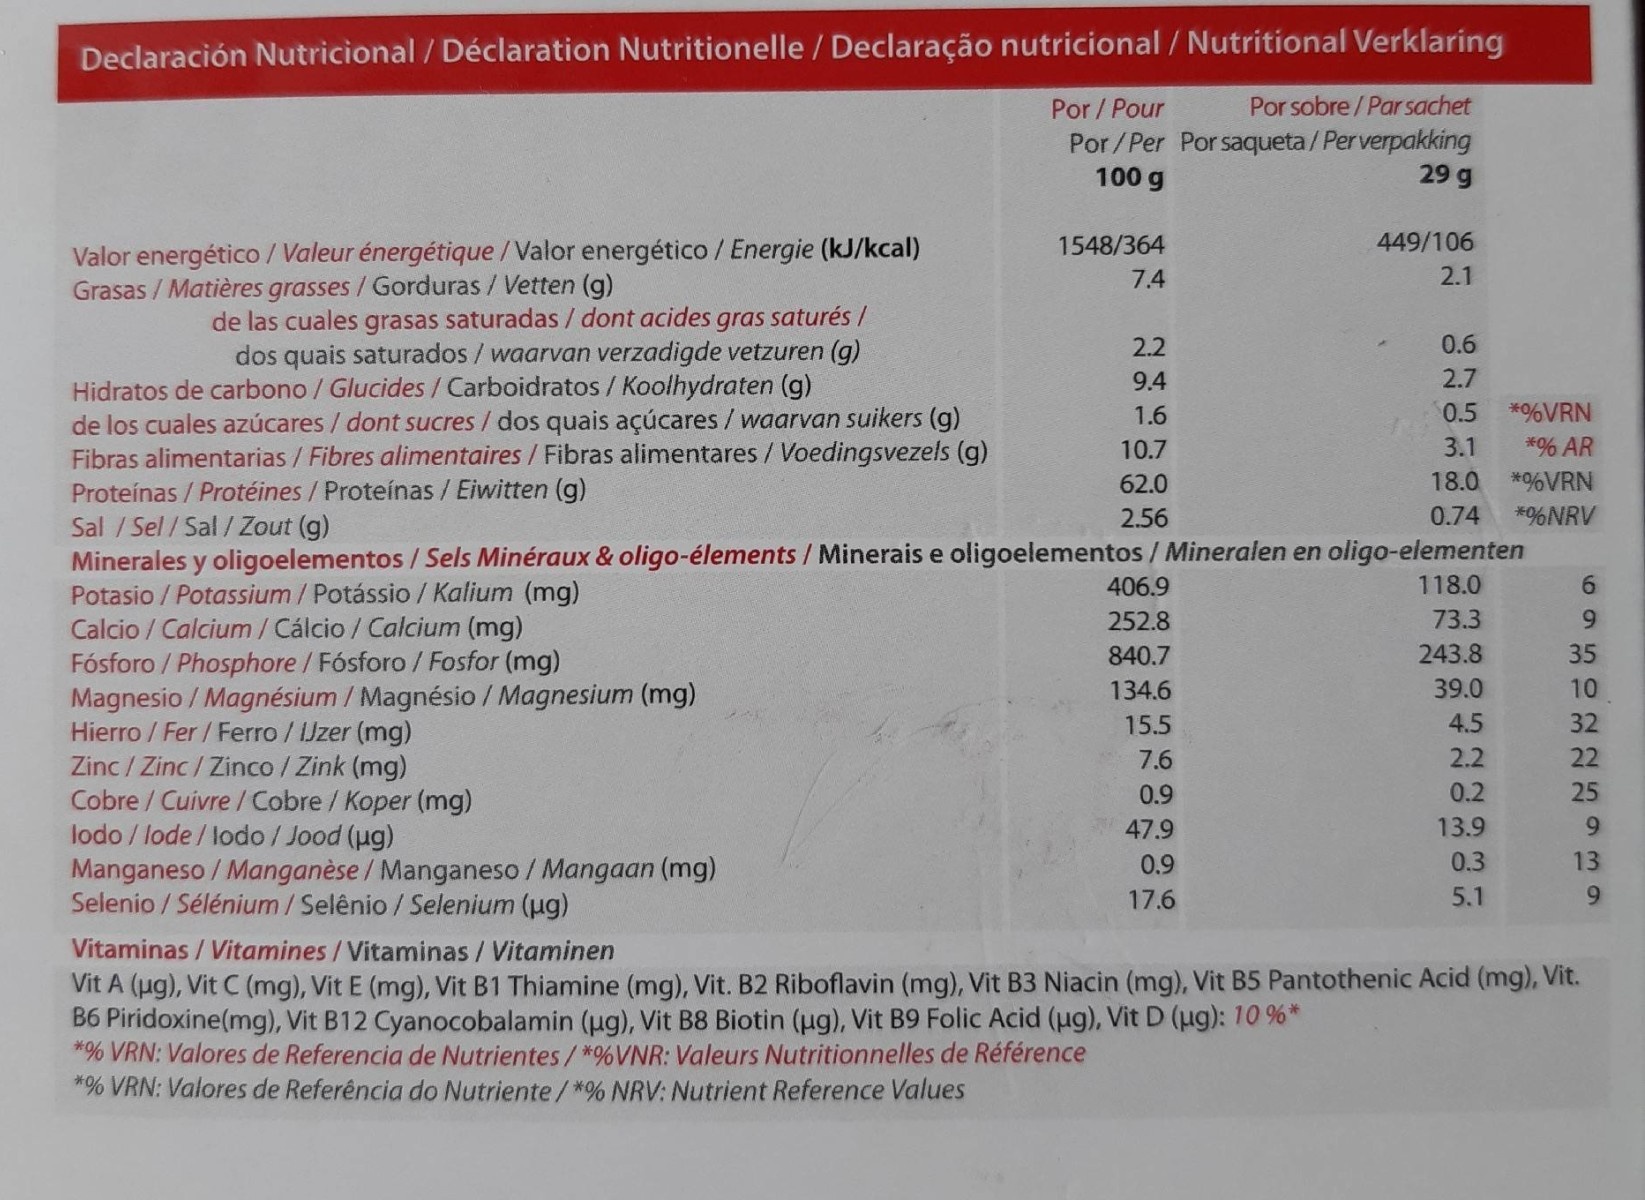 Declaración Nutricional / Déclaration Nutritionelle / Declaração nutricional / Nutritional Verklaring
Por / Pour Por sobre / Par sachet
Por / Per Por saqueta / Per verpakking
100 g 29 g
Valor energético / Valeur énergétique / Valor energético / Energie (kJ/kcal) 1548/364 449/106
Grasas / Matières grasses / Gorduras / Vetten (g) 7.4 2.1
de las cuales grasas saturadas / dont acides gras saturés /
dos quais saturados / waarvan verzadigde vetzuren (g) 2.2 0.6
Hidratos de carbono / Glucides / Carboidratos / Koolhydraten (g) 9.4 2.7
de los cuales azúcares / dont sucres / dos quais açúcares / waarvan suikers (g) 1.6 0.5 *%VRN
Fibras alimentarias / Fibres alimentaires / Fibras alimentares / Voedingsvezels (g) 10.7 3.1 *% AR
Proteínas / Protéines / Proteínas / Eiwitten (g) 62.0 18.0 *%VRN
Sal / Sel / Sal / Zout (g) 2.56 0.74 *%NRV
Minerales y oligoelementos / Sels Minéraux & oligo-élements / Minerais e oligoelementos / Mineralen en oligo-elementen
Potasio / Potassium / Potássio / Kalium (mg) 406.9 118.0 6
Calcio / Calcium / Cálcio / Calcium (mg) 252.8 73.3 9
Fósforo / Phosphore / Fósforo / Fosfor (mg) 840.7 243.8 35
Magnesio / Magnésium / Magnésio / Magnesium (mg) 134.6 39.0 10
Hierro / Fer / Ferro / IJzer (mg) 15.5 4.5 32
Zinc / Zinc / Zinco / Zink (mg) 7.6 2.2 22
Cobre / Cuivre / Cobre / Koper (mg) 0.9 0.2 25
Iodo / Iode / Iodo / Jood (µg) 47.9 13.9 9
Manganeso / Manganèse / Manganeso / Mangaan (mg) 0.9 0.3 13
Selenio / Sélénium / Selênio / Selenium (µg) 17.6 5.1 9
Vitaminas / Vitamines / Vitaminas / Vitaminen
Vit A (µg), Vit C (mg), Vit E (mg), Vit B1 Thiamine (mg), Vit. B2 Riboflavin (mg), Vit B3 Niacin (mg), Vit B5 Pantothenic Acid (mg), Vit.
B6 Piridoxine(mg), Vit B12 Cyanocobalamin (µg), Vit B8 Biotin (µg), Vit B9 Folic Acid (µg), Vit D (µg): 10 %*
*% VRN: Valores de Referencia de Nutrientes / *%VNR: Valeurs Nutritionnelles de Référence
*% VRN: Valores de Referência do Nutriente / *% NRV: Nutrient Reference Values